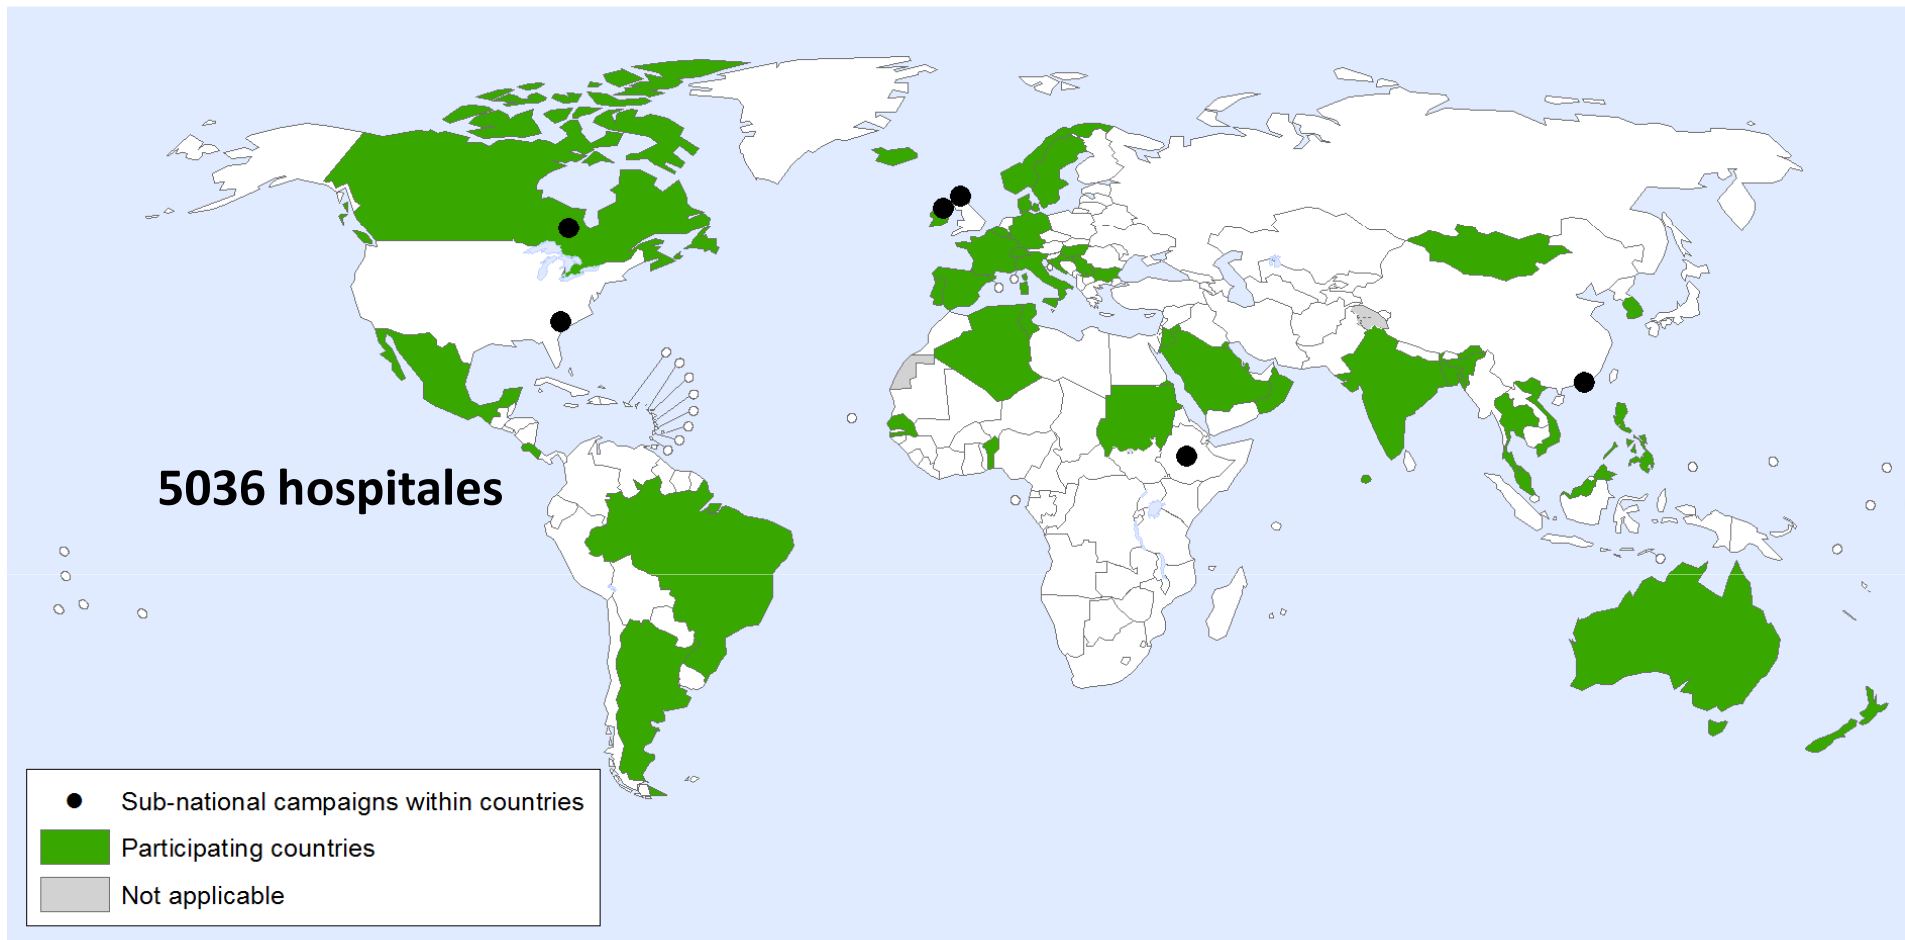 5036 hospitales
Sub-national campaigns within countries
Participating countries
Not applicable